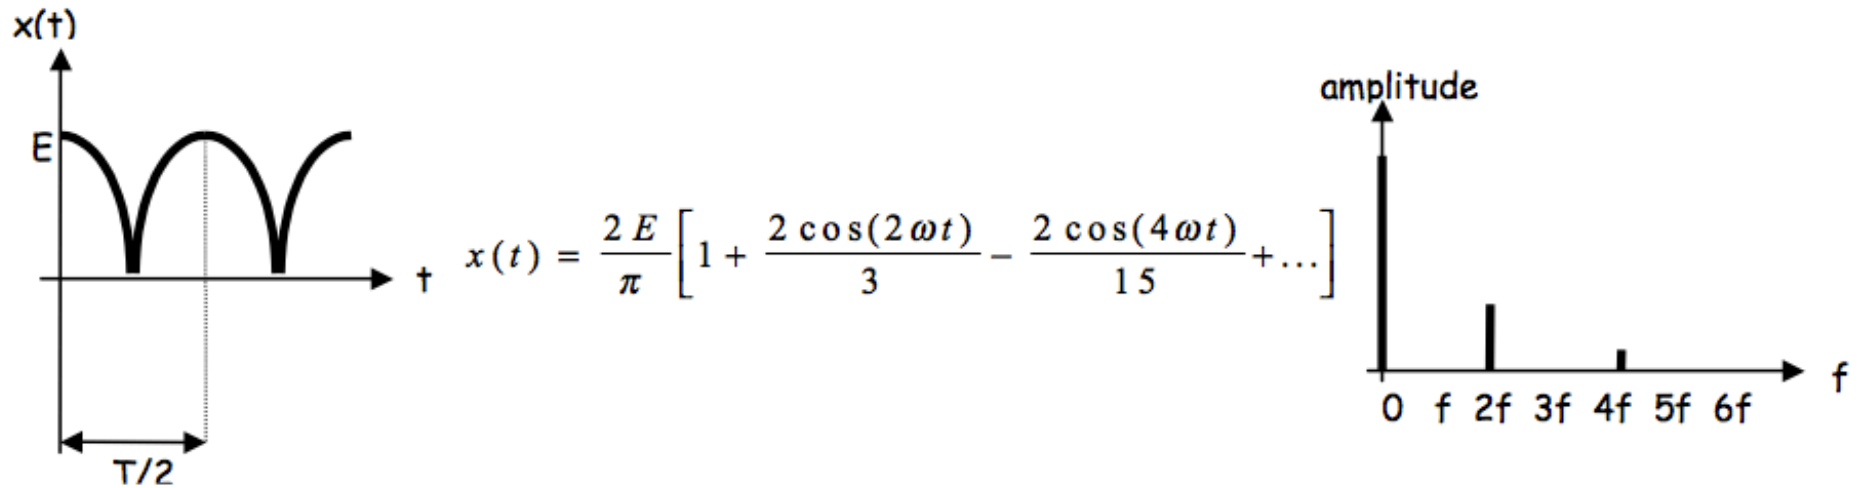 x(t)
E
t
T/2
x(t) = 2E/π [1 + 2cos(2ωt)/3 − 2cos(4ωt)/15 + ...]
amplitude
f
0 f 2f 3f 4f 5f 6f